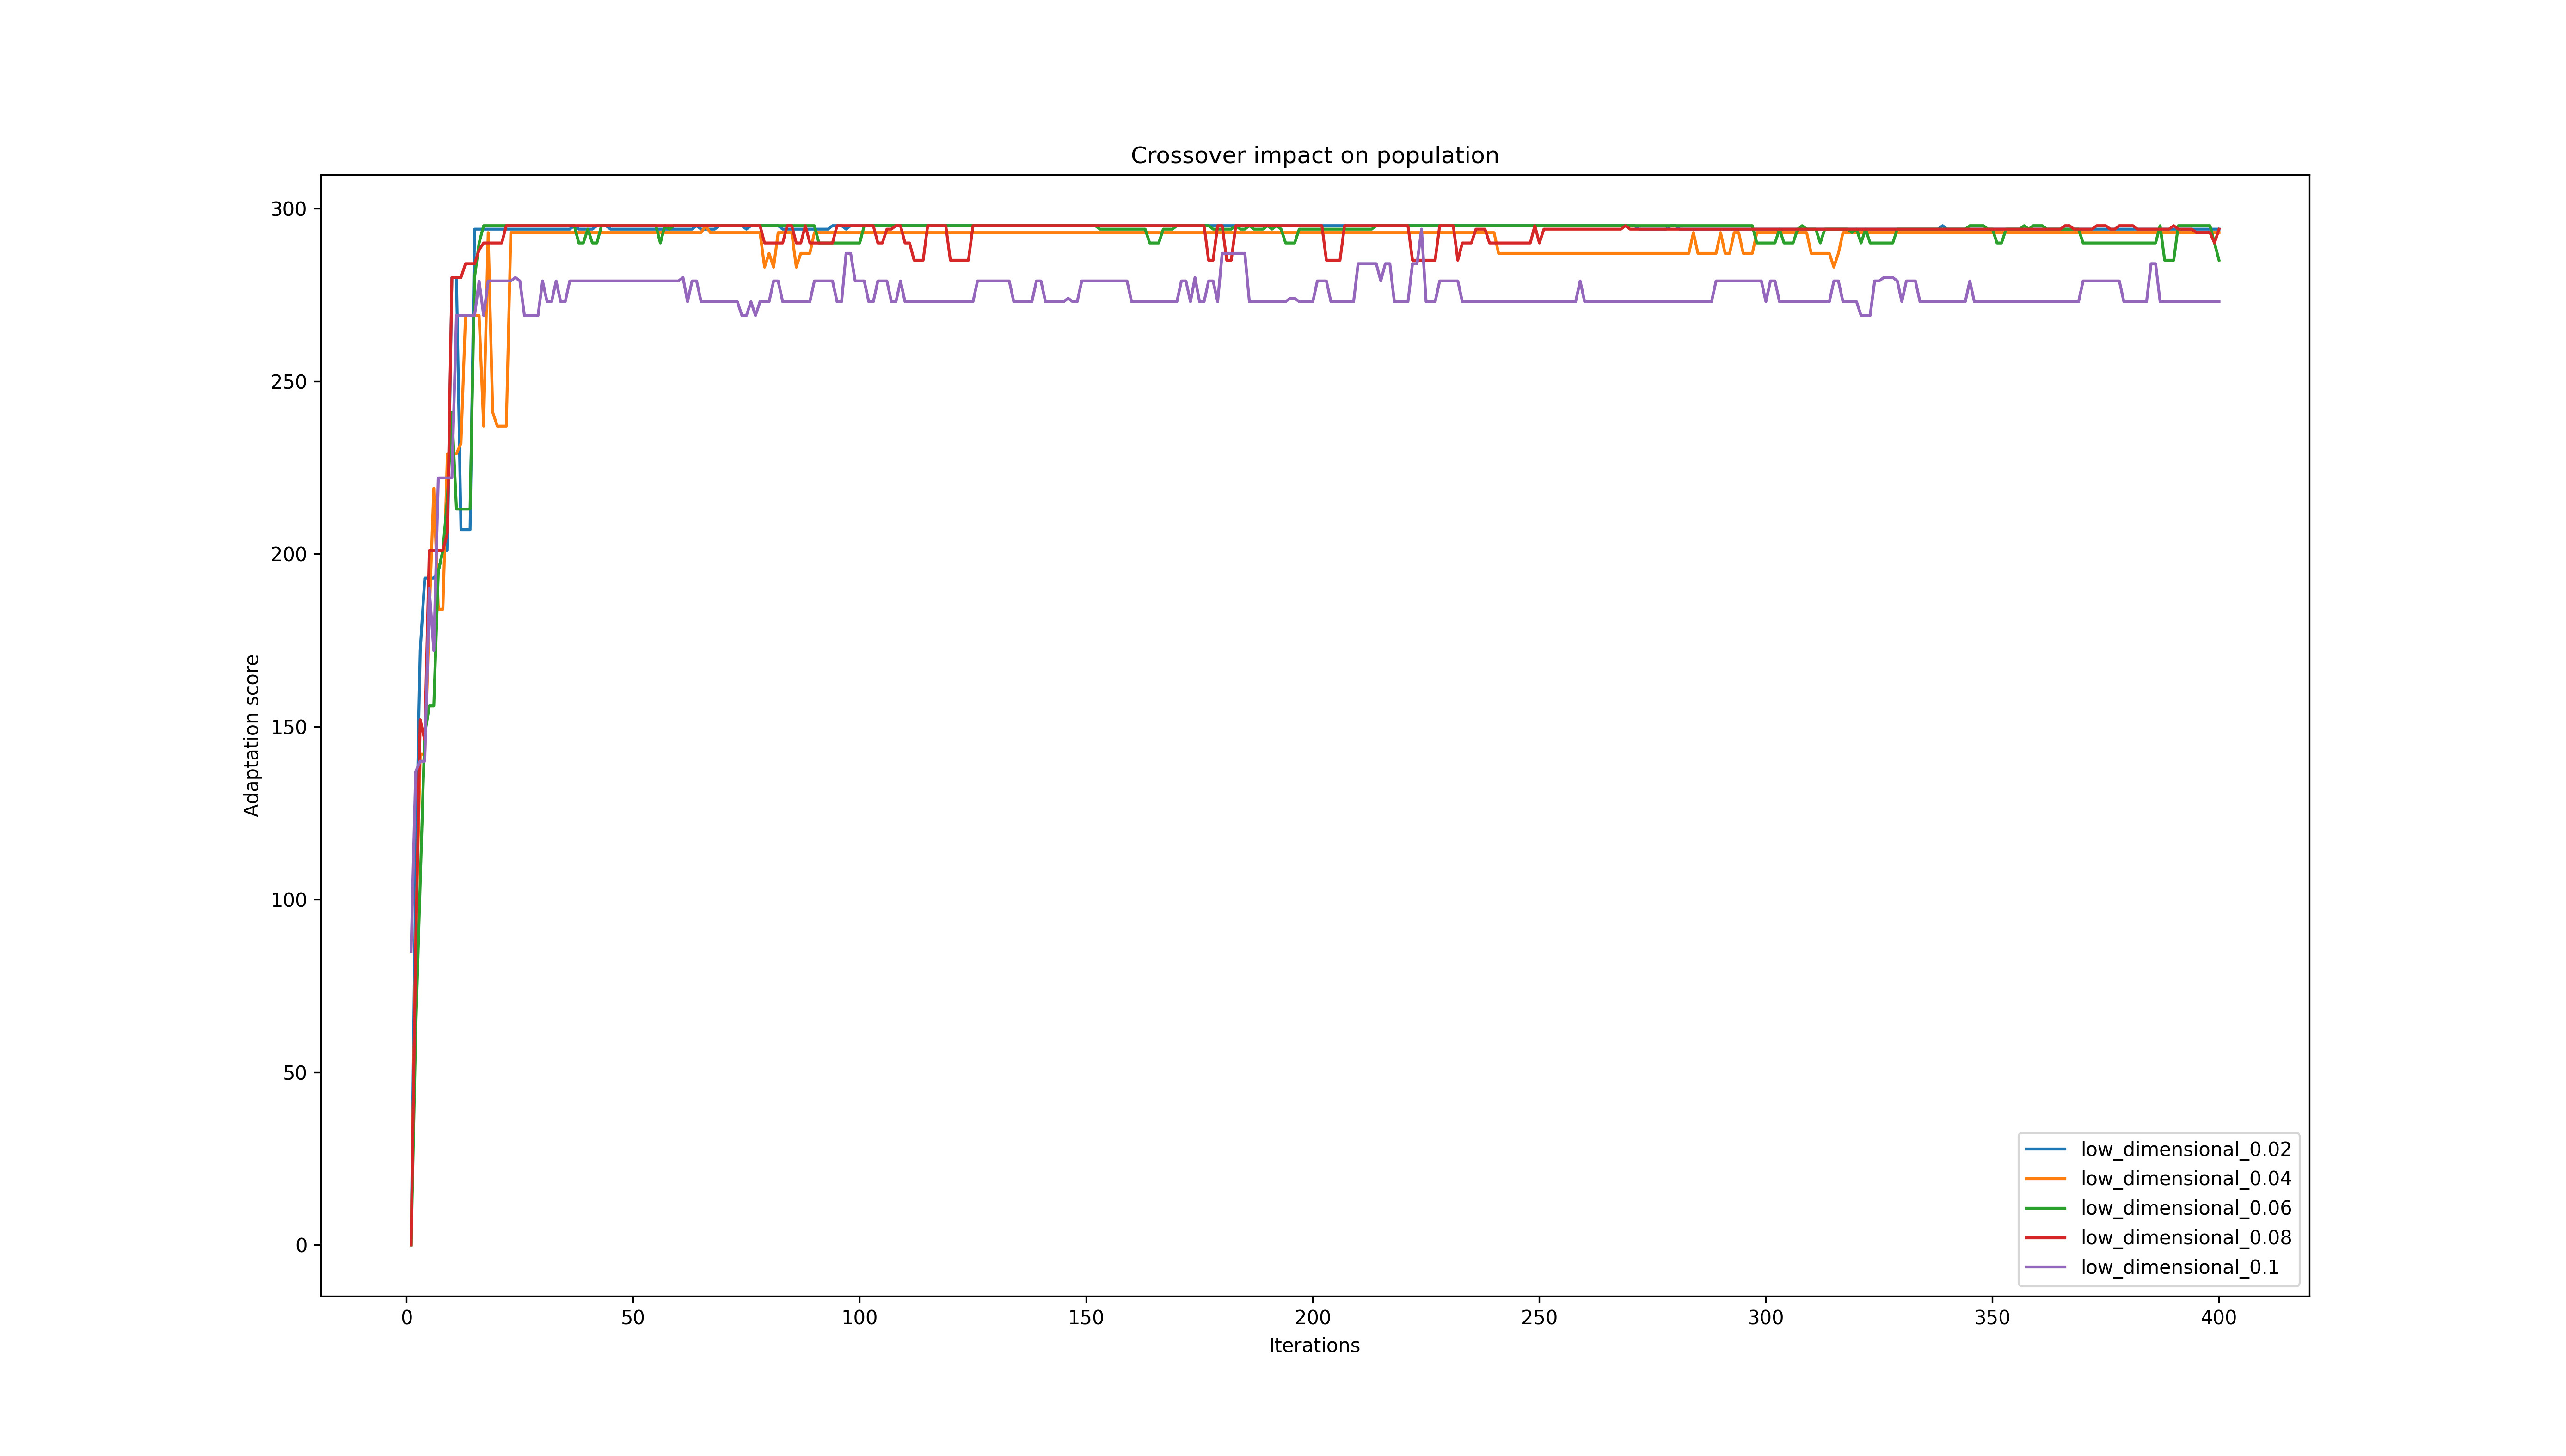 Crossover impact on population
300
250
200
150
100
50
0
Adaptation score
0 50 100 150 200 250 300 350 400
Iterations
low_dimensional_0.02
low_dimensional_0.04
low_dimensional_0.06
low_dimensional_0.08
low_dimensional_0.1